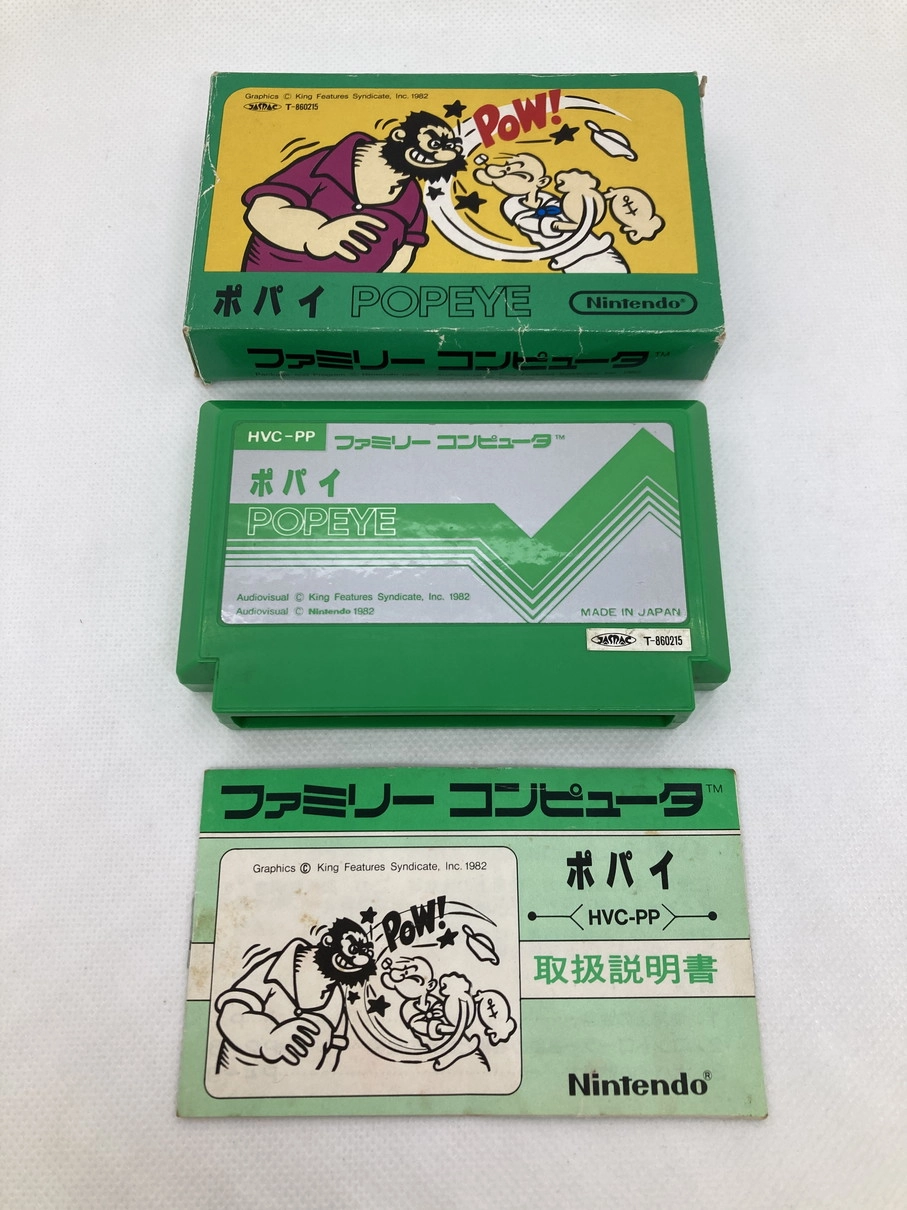 Graphics © King Features Syndicate, Inc. 1982
JASRAC T-860215
POW!
ポパイ POPEYE Nintendo®
ファミリー コンピュータ™
HVC-PP ファミリー コンピュータ™
ポパイ
POPEYE
Audiovisual © King Features Syndicate, Inc. 1982
Audiovisual © Nintendo 1982
MADE IN JAPAN
JASRAC T-860215
ファミリー コンピュータ™
Graphics © King Features Syndicate, Inc. 1982
POW!
ポパイ
HVC-PP
取扱説明書
Nintendo®